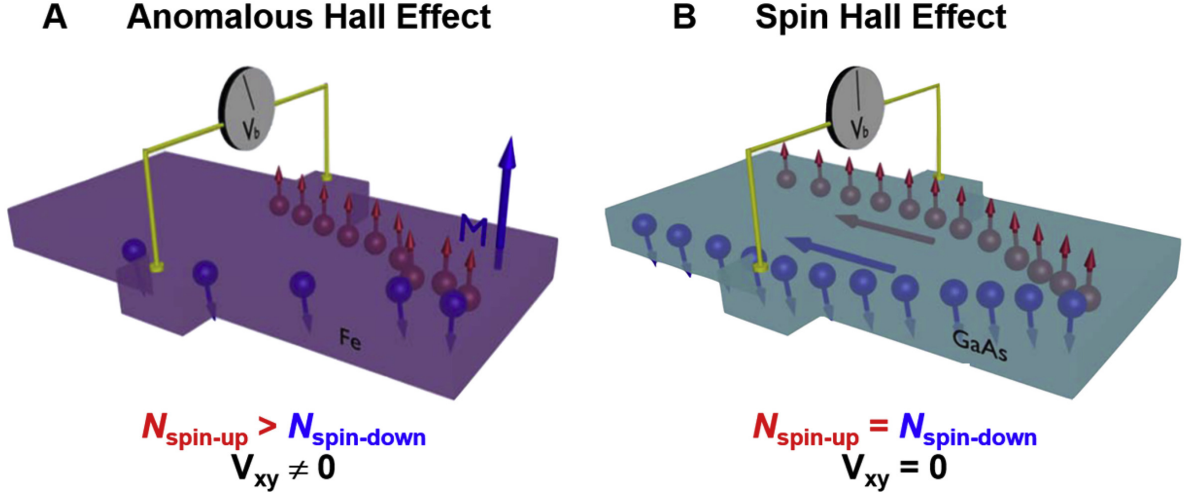 A Anomalous Hall Effect
B Spin Hall Effect
Vb
M
Fe
Vb
GaAs
Nspin-up > Nspin-down
Vxy ≠ 0
Nspin-up = Nspin-down
Vxy = 0